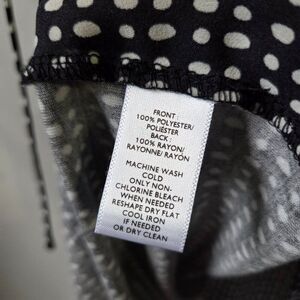 FRONT:
100% POLYESTER/
POLIÉSTER
BACK:
100% RAYON/
RAYONNE/ RAYON
MACHINE WASH
COLD
ONLY NON-
CHLORINE BLEACH
WHEN NEEDED
RESHAPE DRY FLAT
COOL IRON
IF NEEDED
OR DRY CLEAN